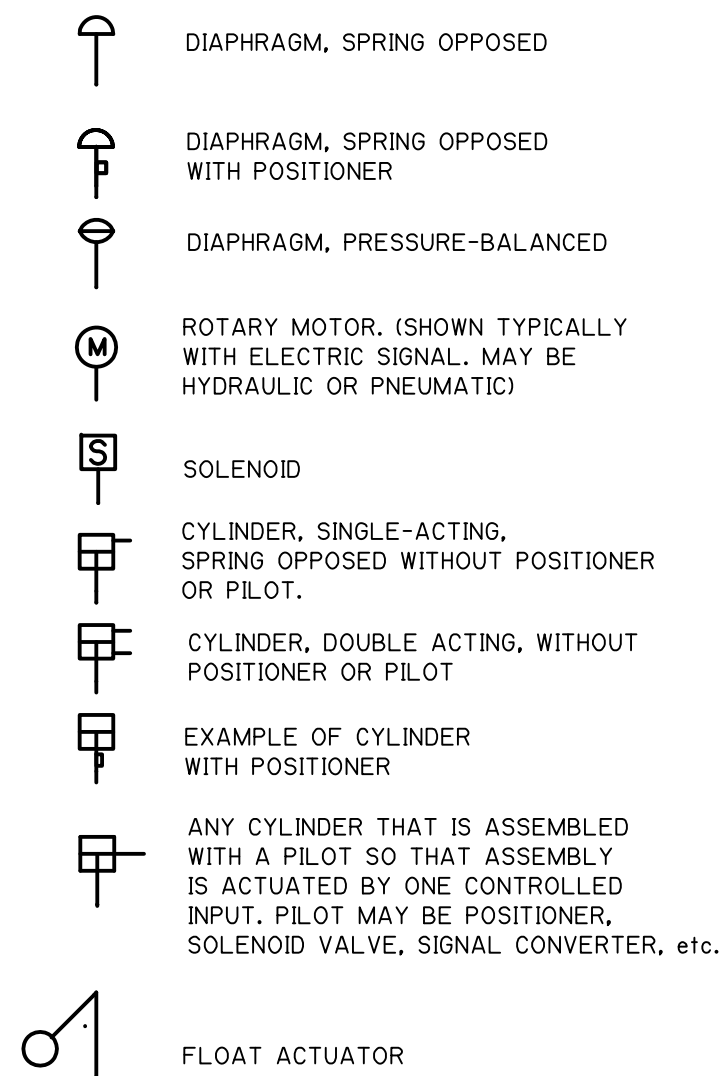 DIAPHRAGM, SPRING OPPOSED
DIAPHRAGM, SPRING OPPOSED
WITH POSITIONER
DIAPHRAGM, PRESSURE-BALANCED
M
ROTARY MOTOR. (SHOWN TYPICALLY
WITH ELECTRIC SIGNAL. MAY BE
HYDRAULIC OR PNEUMATIC)
S
SOLENOID
CYLINDER, SINGLE-ACTING,
SPRING OPPOSED WITHOUT POSITIONER
OR PILOT.
CYLINDER, DOUBLE ACTING, WITHOUT
POSITIONER OR PILOT
EXAMPLE OF CYLINDER
WITH POSITIONER
ANY CYLINDER THAT IS ASSEMBLED
WITH A PILOT SO THAT ASSEMBLY
IS ACTUATED BY ONE CONTROLLED
INPUT. PILOT MAY BE POSITIONER,
SOLENOID VALVE, SIGNAL CONVERTER, etc.
FLOAT ACTUATOR